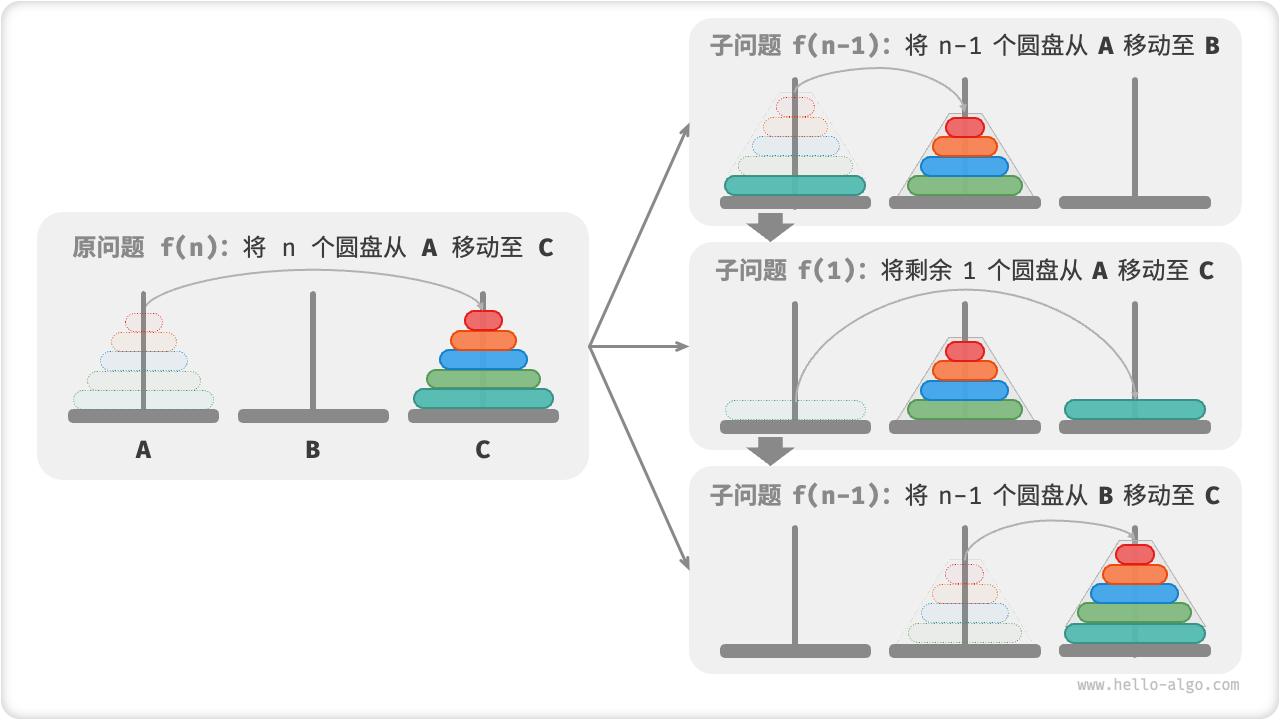 原问题 f(n)：将 n 个圆盘从 A 移动至 C
A B C
子问题 f(n-1)：将 n-1 个圆盘从 A 移动至 B
子问题 f(1)：将剩余 1 个圆盘从 A 移动至 C
子问题 f(n-1)：将 n-1 个圆盘从 B 移动至 C
www.hello-algo.com